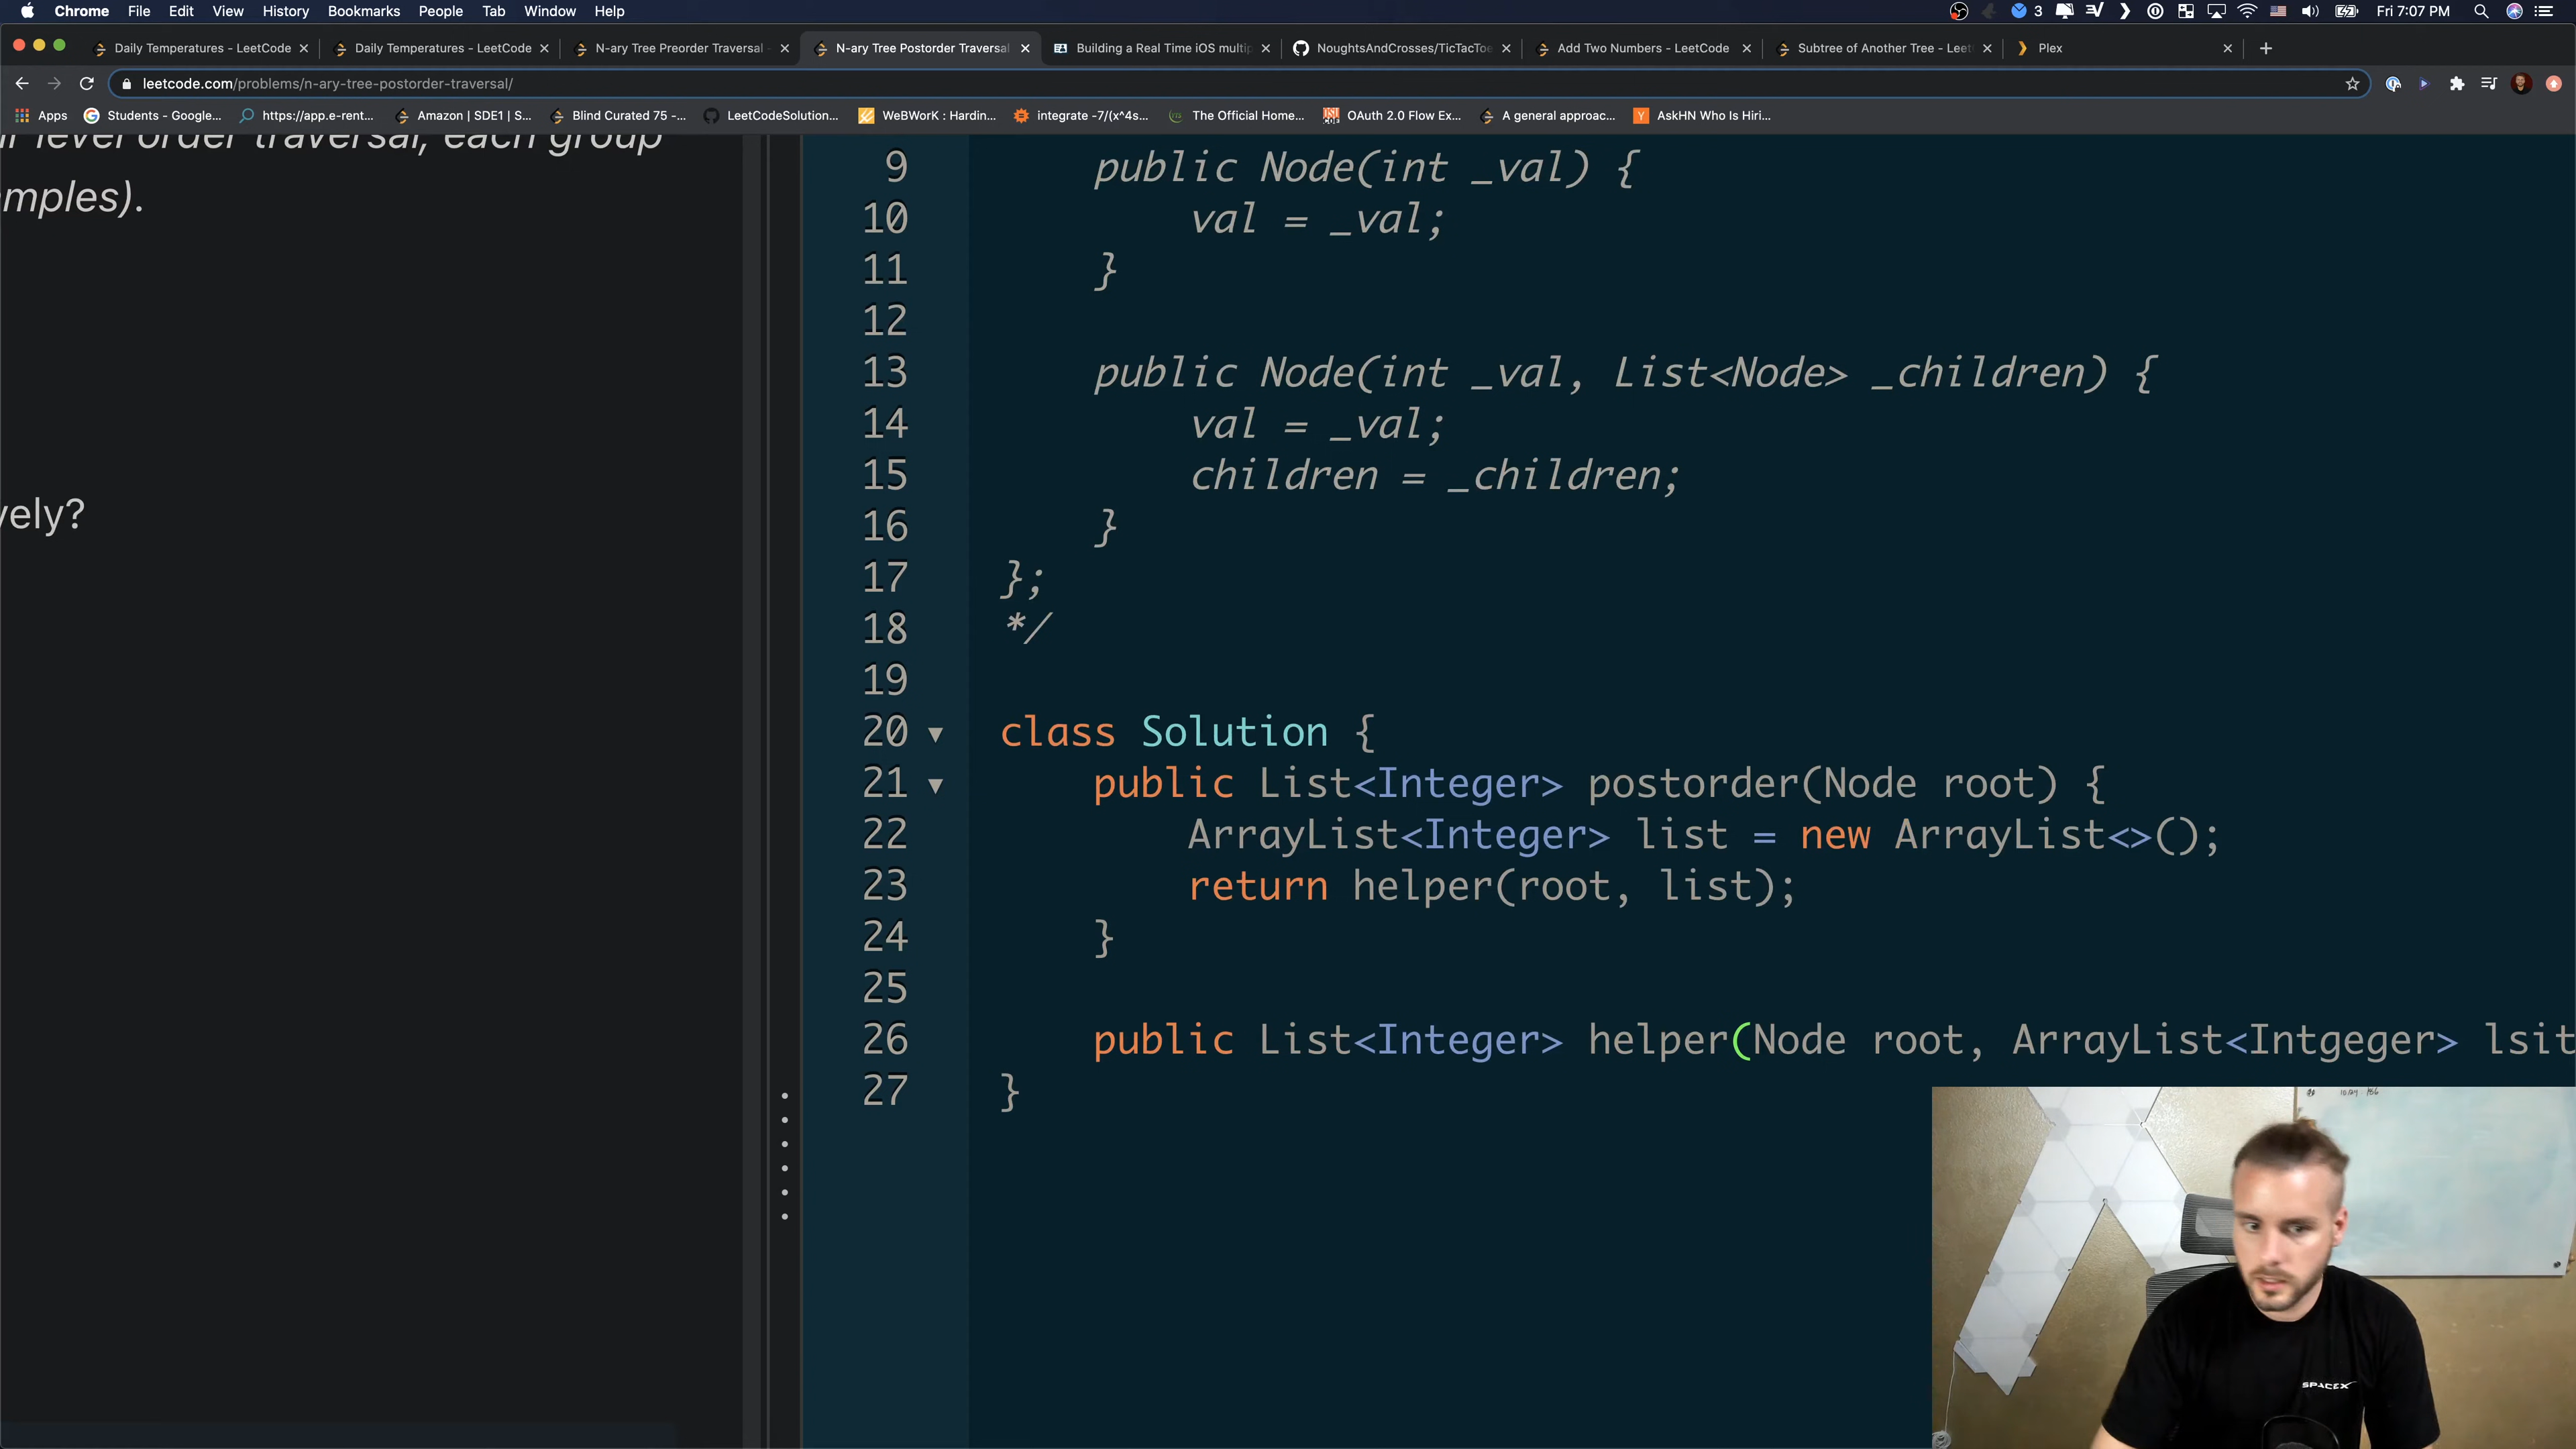 Chrome File Edit View History Bookmarks People Tab Window Help
3 Fri 7:07 PM
Daily Temperatures - LeetCode
Daily Temperatures - LeetCode
N-ary Tree Preorder Traversal -
N-ary Tree Postorder Traversal
Building a Real Time iOS multip
NoughtsAndCrosses/TicTacToe
Add Two Numbers - LeetCode
Subtree of Another Tree - Leet
Plex
leetcode.com/problems/n-ary-tree-postorder-traversal/
Apps
Students - Google...
https://app.e-rent...
Amazon | SDE1 | S...
Blind Curated 75 -...
LeetCodeSolution...
WeBWorK : Hardin...
integrate -7/(x^4s...
The Official Home...
OAuth 2.0 Flow Ex...
A general approac...
AskHN Who Is Hiri...
r level order traversal, each group
mples).
vely?
9 public Node(int _val) {
10 val = _val;
11 }
12
13 public Node(int _val, List<Node> _children) {
14 val = _val;
15 children = _children;
16 }
17 };
18 */
19
20 class Solution {
21 public List<Integer> postorder(Node root) {
22 ArrayList<Integer> list = new ArrayList<>();
23 return helper(root, list);
24 }
25
26 public List<Integer> helper(Node root, ArrayList<Intgeger> lsit
27 }
SPACEX